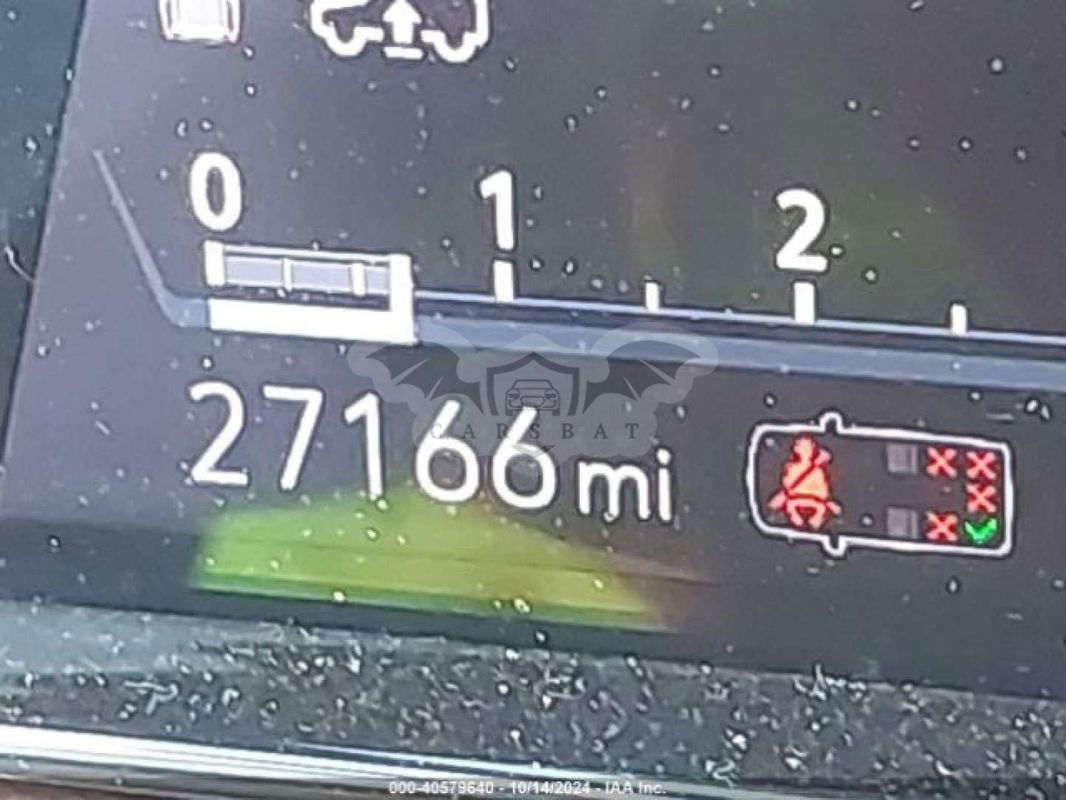 0 1 2
27166 mi
CARSBAT
000-40579640 - 10/14/2024 - IAA Inc.